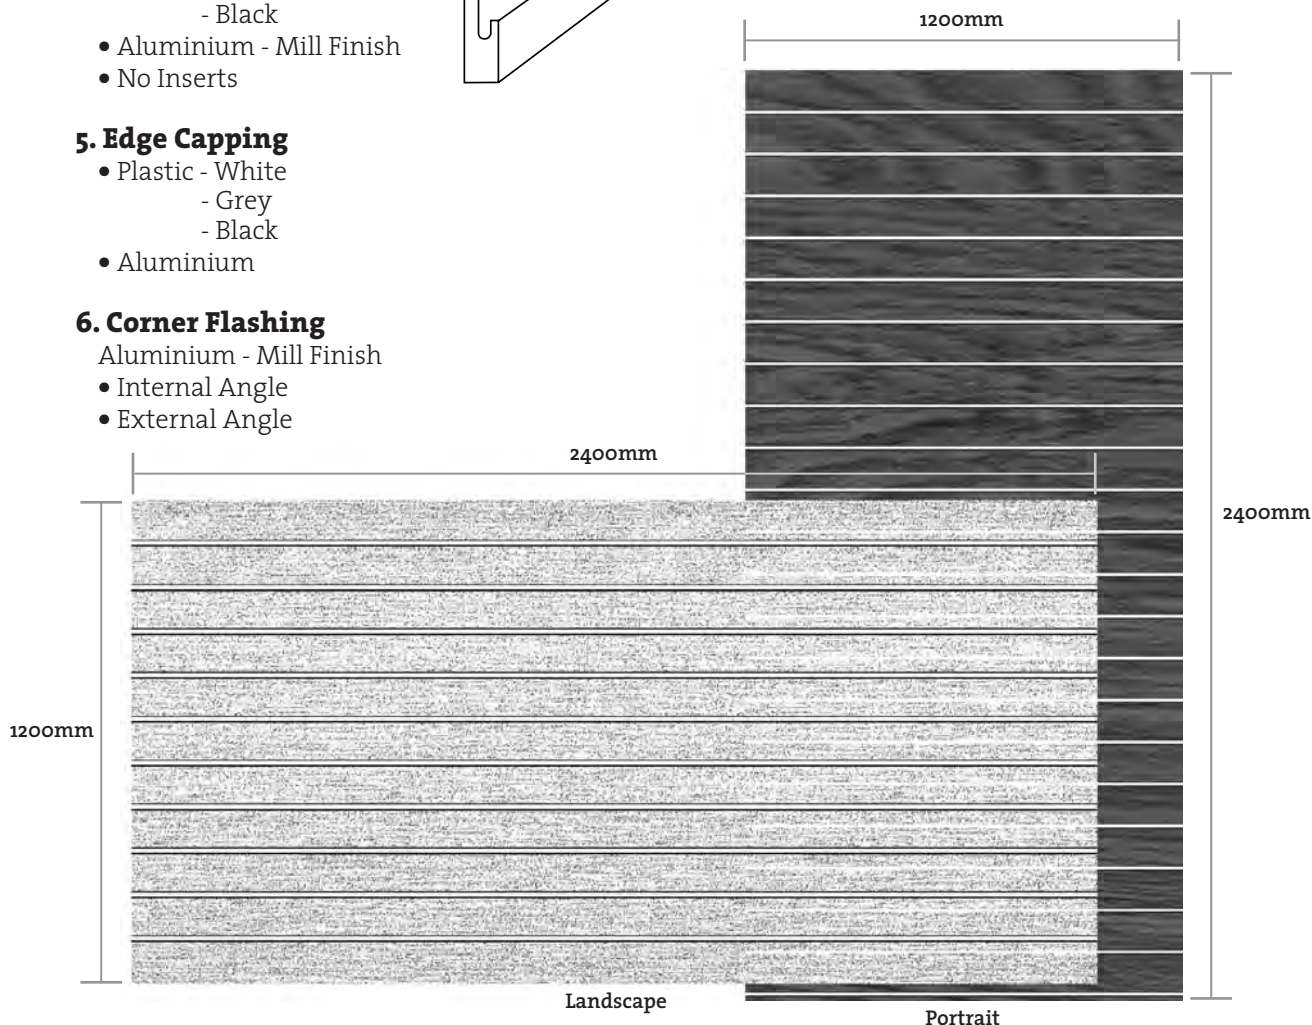 - Black
• Aluminium - Mill Finish
• No Inserts
5. Edge Capping
• Plastic - White
- Grey
- Black
• Aluminium
6. Corner Flashing
Aluminium - Mill Finish
• Internal Angle
• External Angle
1200mm
2400mm
2400mm
1200mm
Landscape
Portrait